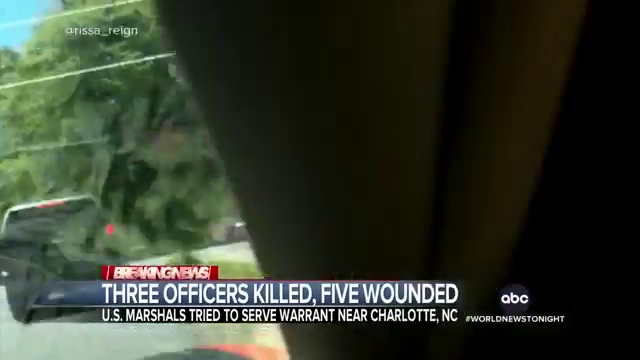 @rissa_reign
BREAKING NEWS
THREE OFFICERS KILLED, FIVE WOUNDED
U.S. MARSHALS TRIED TO SERVE WARRANT NEAR CHARLOTTE, NC
abc
#WORLDNEWSTONIGHT